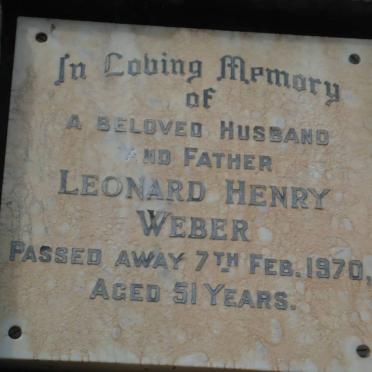 In Loving Memory
of
A BELOVED HUSBAND
AND FATHER
LEONARD HENRY
WEBER
PASSED AWAY 7TH FEB. 1970,
AGED 51 YEARS.